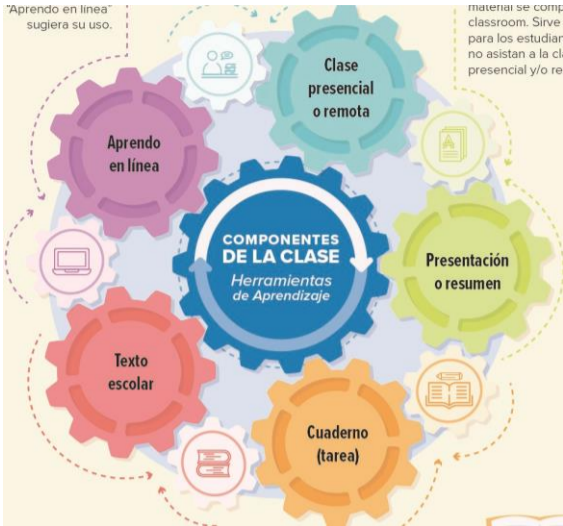 "Aprendo en línea"
sugiera su uso.
material se comp
classroom. Sirve
para los estudian
no asistan a la cla
presencial y/o re
Clase
presencial
o remota
Aprendo
en línea
COMPONENTES
DE LA CLASE
Herramientas
de Aprendizaje
Presentación
o resumen
Texto
escolar
Cuaderno
(tarea)